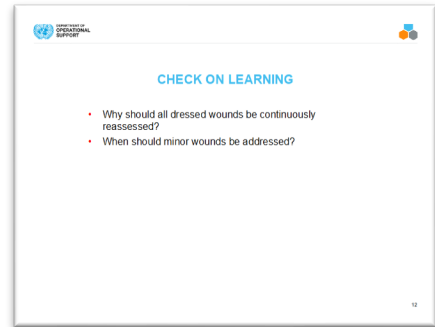 DEPARTMENT OF
OPERATIONAL
SUPPORT
CHECK ON LEARNING
• Why should all dressed wounds be continuously
reassessed?
• When should minor wounds be addressed?
12